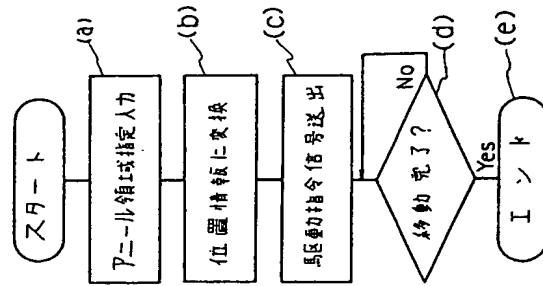 スタート
アニール領域指定入力
(a)
位置情報に変換
(b)
駆動指令信号送出
(c)
移動完了?
(d)
No
Yes
エンド
(e)